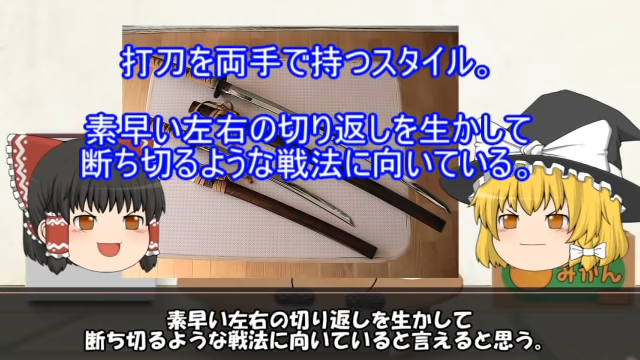 打刀を両手で持つスタイル。
素早い左右の切り返しを生かして
断ち切るような戦法に向いている。
みかん
素早い左右の切り返しを生かして
断ち切るような戦法に向いていると言えると思う。